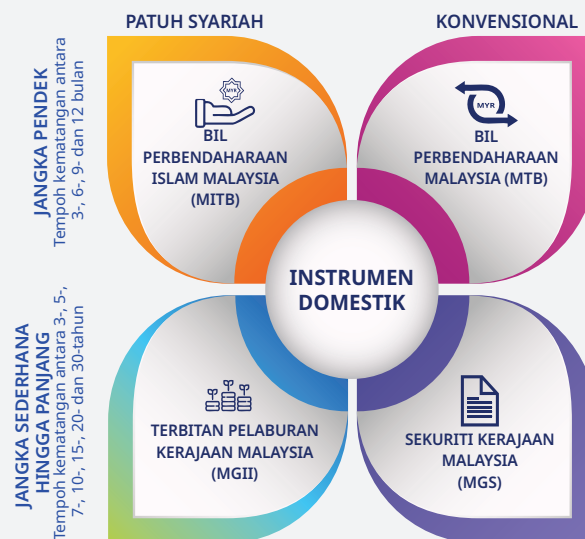 PATUH SYARIAH
KONVENSIONAL
JANGKA PENDEK
Tempoh kematangan antara
3-, 6-, 9- dan 12 bulan
MYR
BIL
PERBENDAHARAAN
ISLAM MALAYSIA
(MITB)
MYR
BIL
PERBENDAHARAAN
MALAYSIA (MTB)
INSTRUMEN
DOMESTIK
JANGKA SEDERHANA
HINGGA PANJANG
Tempoh kematangan antara 3-, 5-,
7-, 10-, 15-, 20- dan 30-tahun
TERBITAN PELABURAN
KERAJAAN MALAYSIA
(MGII)
SEKURITI KERAJAAN
MALAYSIA
(MGS)